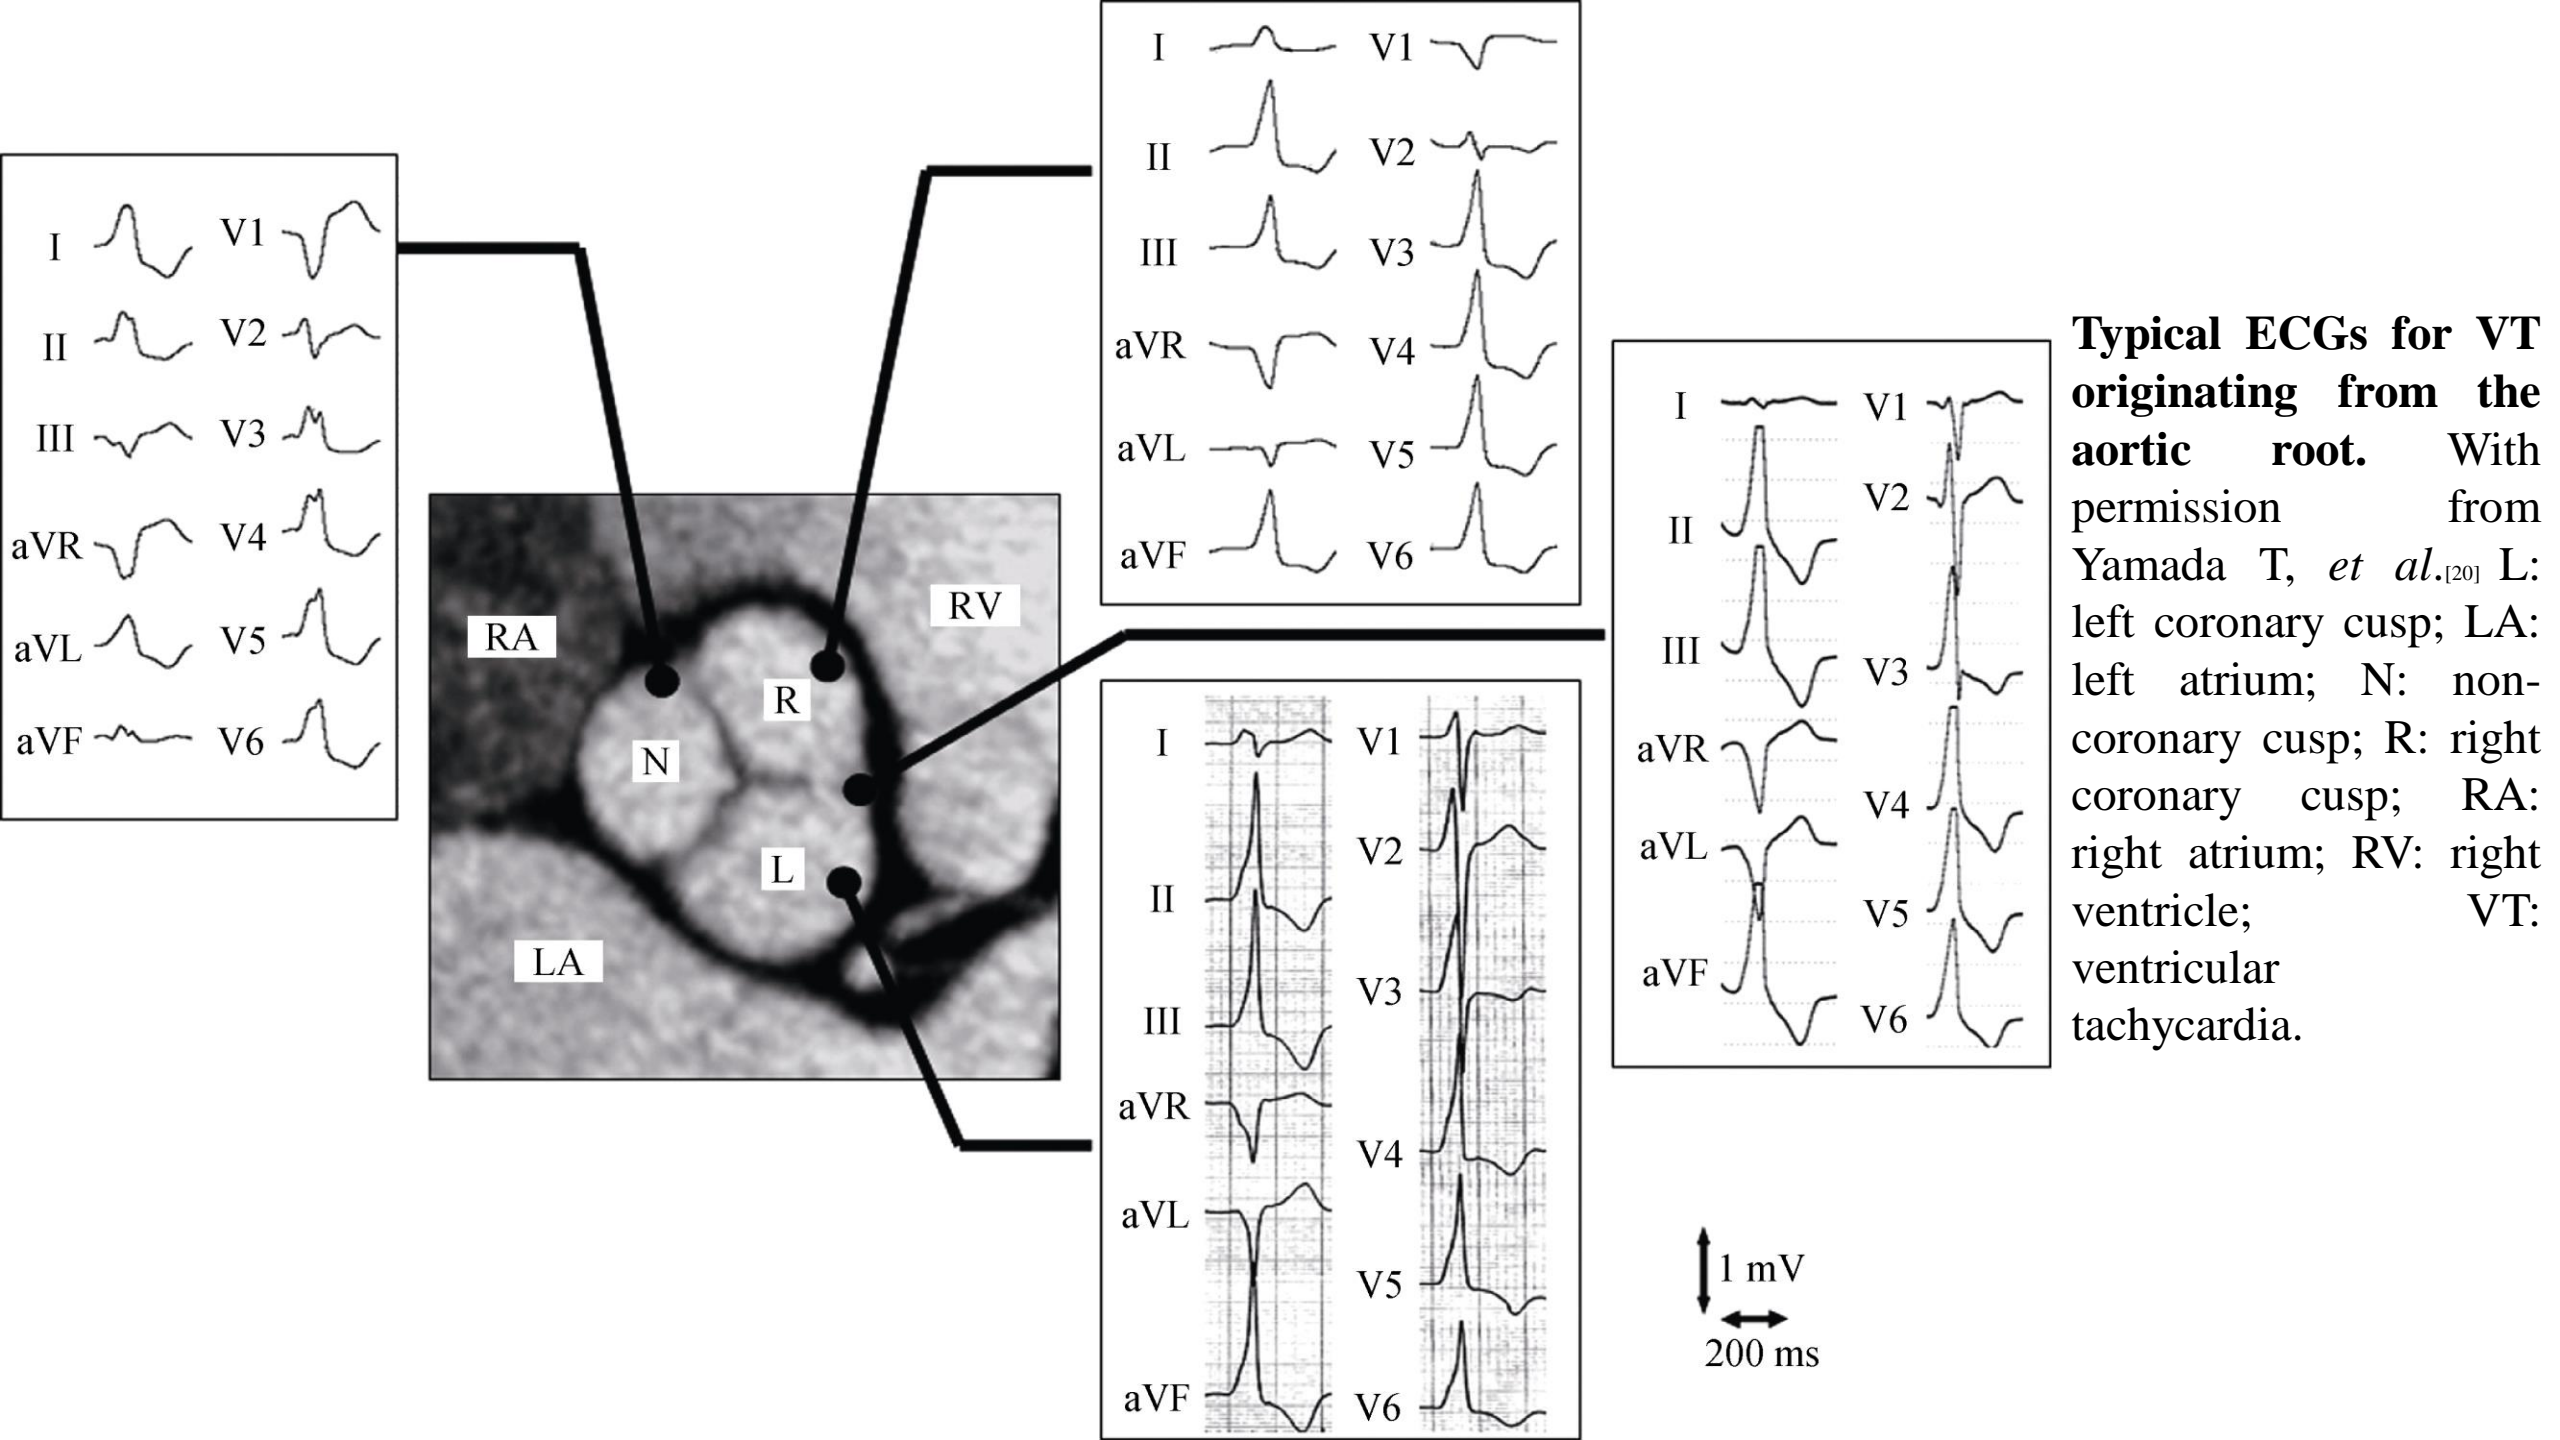 I V1
II V2
III V3
aVR V4
aVL V5
aVF V6
I V1
II V2
III V3
aVR V4
aVL V5
aVF V6
RA
RV
R
N
L
LA
I V1
II V2
III V3
aVR V4
aVL V5
aVF V6
I V1
II V2
III V3
aVR V4
aVL V5
aVF V6
1 mV
200 ms
Typical ECGs for VT
originating from the
aortic root. With
permission from
Yamada T, et al.[20] L:
left coronary cusp; LA:
left atrium; N: non-
coronary cusp; R: right
coronary cusp; RA:
right atrium; RV: right
ventricle; VT:
ventricular
tachycardia.